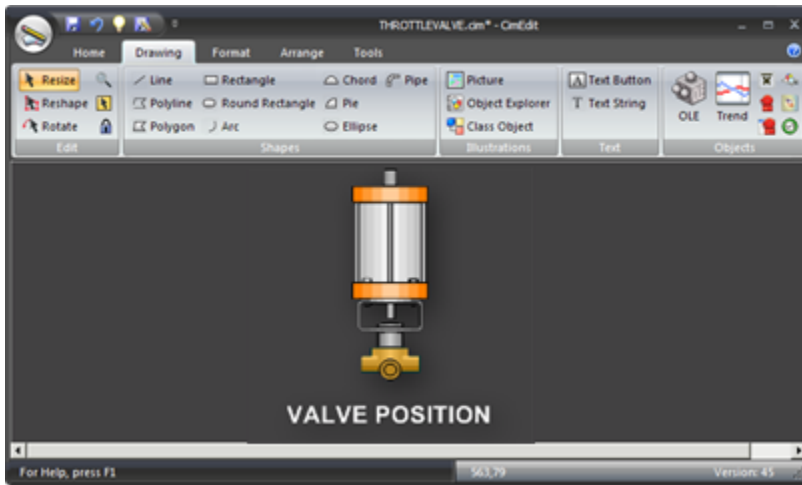 THROTTLEVALVE.cim* - CimEdit
Home Drawing Format Arrange Tools
Resize Line Rectangle Chord Pipe Picture Text Button
Reshape Polyline Round Rectangle Pie Object Explorer Text String OLE Trend
Rotate Polygon Arc Ellipse Class Object
Edit Shapes Illustrations Text Objects
VALVE POSITION
For Help, press F1 563,79 Version: 45